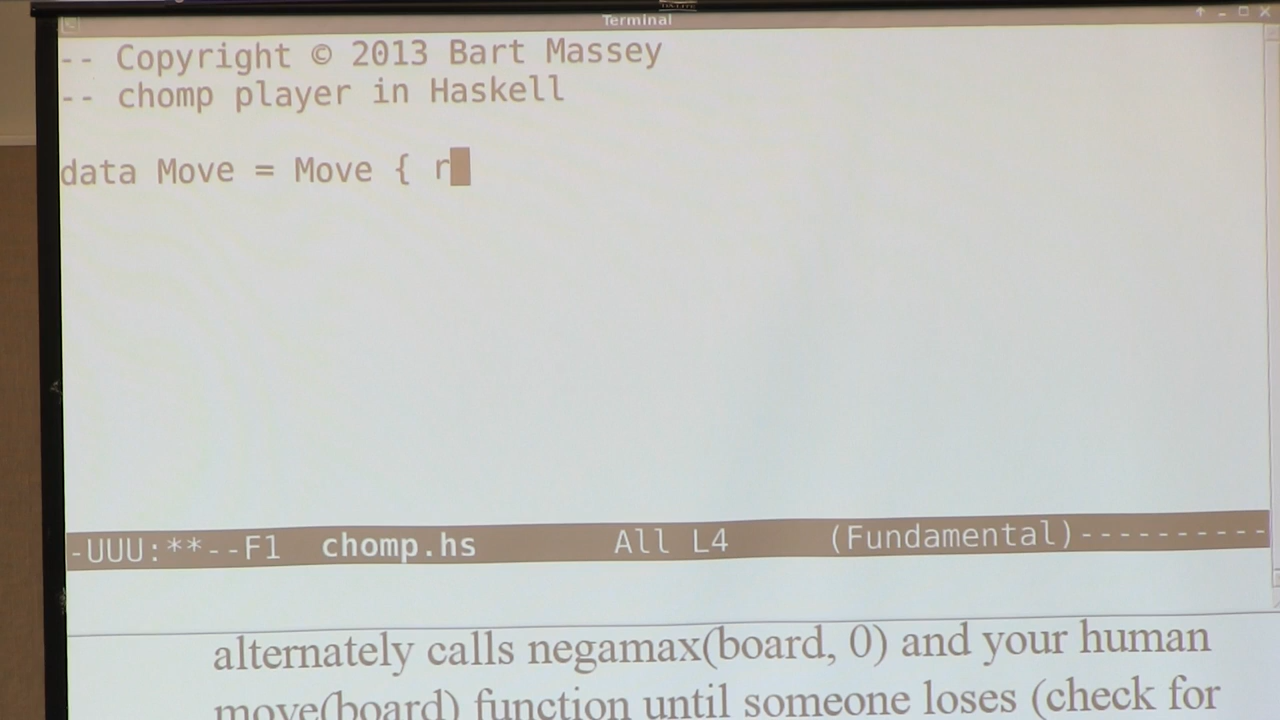 Terminal
-- Copyright © 2013 Bart Massey
-- chomp player in Haskell
data Move = Move { r
-UUU:**--F1 chomp.hs All L4 (Fundamental)----------
alternately calls negamax(board, 0) and your human
move(board) function until someone loses (check for